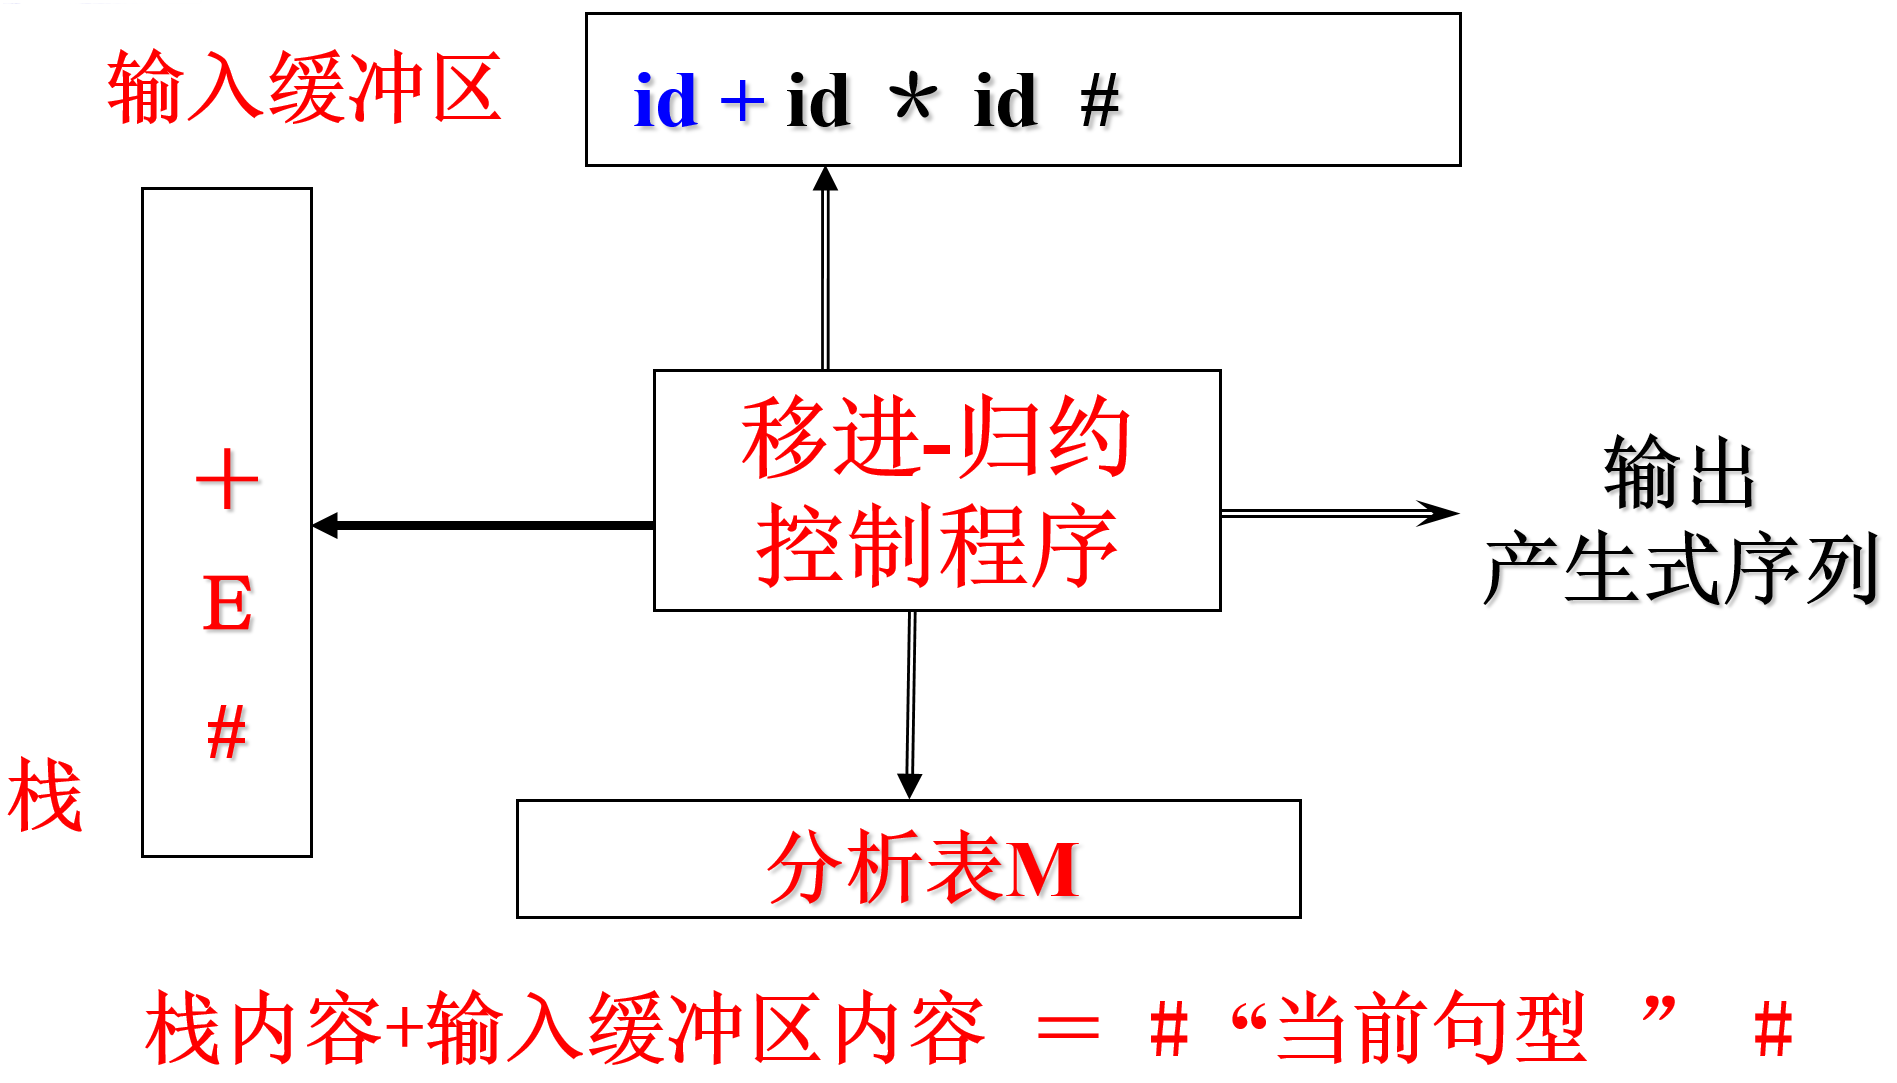 输入缓冲区
id + id * id #
+
E
#
栈
移进-归约
控制程序
输出
产生式序列
分析表M
栈内容+输入缓冲区内容 = # “当前句型 ” #